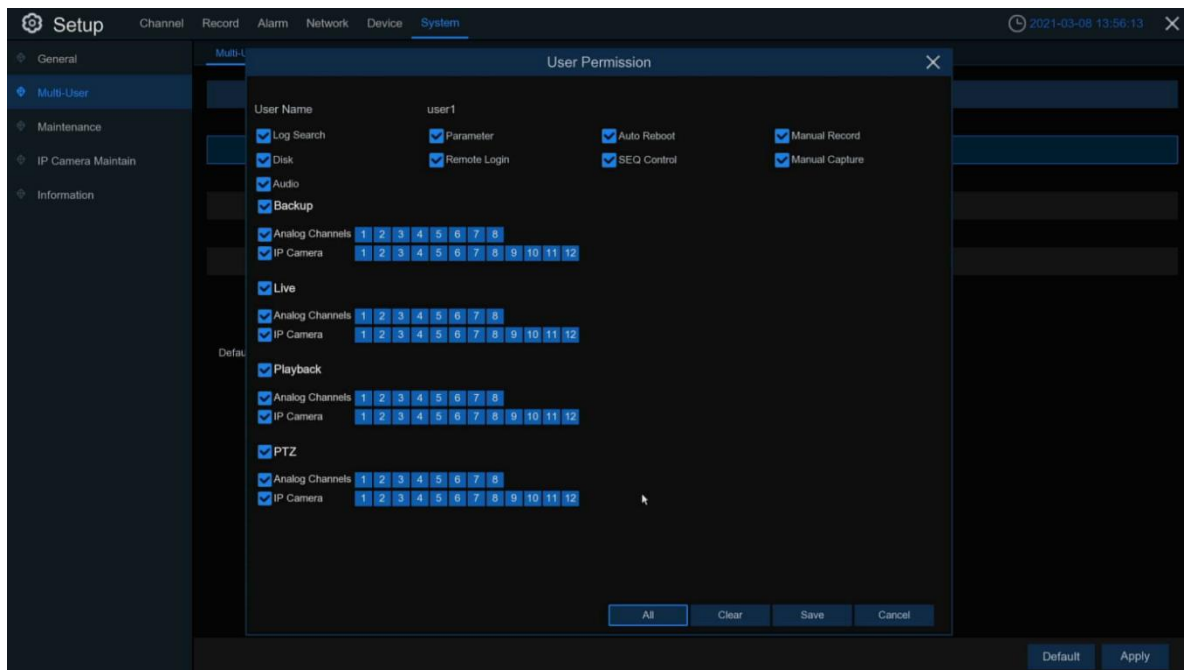 Setup Channel Record Alarm Network Device System 2021-03-08 13:56:13
General
Multi-User
Maintenance
IP Camera Maintain
Information
Multi-U
Defau
User Permission
User Name user1
Log Search Parameter Auto Reboot Manual Record
Disk Remote Login SEQ Control Manual Capture
Audio
Backup
Analog Channels 1 2 3 4 5 6 7 8
IP Camera 1 2 3 4 5 6 7 8 9 10 11 12
Live
Analog Channels 1 2 3 4 5 6 7 8
IP Camera 1 2 3 4 5 6 7 8 9 10 11 12
Playback
Analog Channels 1 2 3 4 5 6 7 8
IP Camera 1 2 3 4 5 6 7 8 9 10 11 12
PTZ
Analog Channels 1 2 3 4 5 6 7 8
IP Camera 1 2 3 4 5 6 7 8 9 10 11 12
All Clear Save Cancel
Default Apply